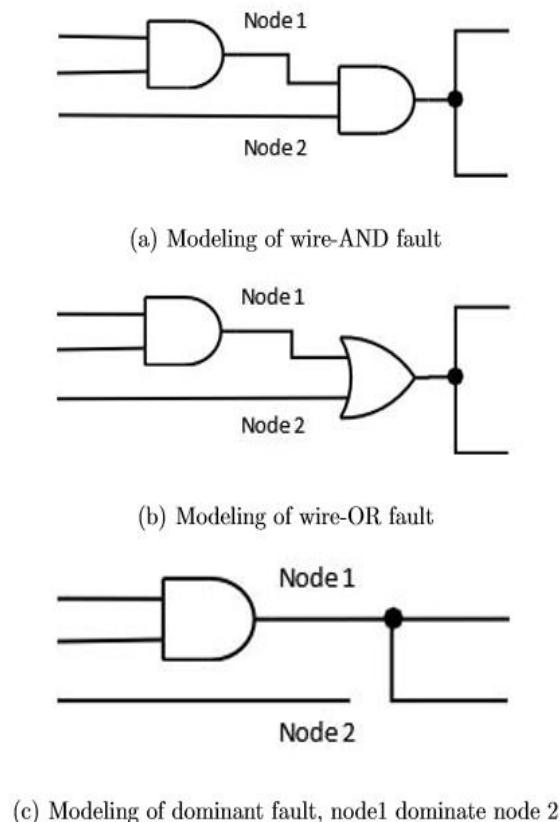 Node 1
Node 2
(a) Modeling of wire-AND fault
Node 1
Node 2
(b) Modeling of wire-OR fault
Node 1
Node 2
(c) Modeling of dominant fault, node1 dominate node 2